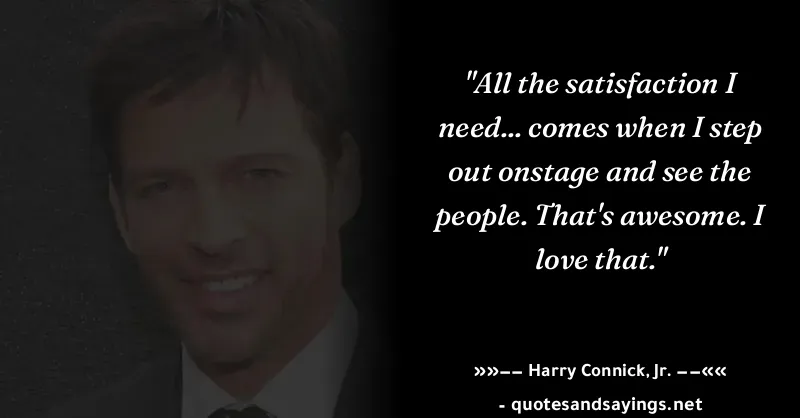 "All the satisfaction I
need... comes when I step
out onstage and see the
people. That's awesome. I
love that."
»»−− Harry Connick, Jr. −−««
- quotesandsayings.net